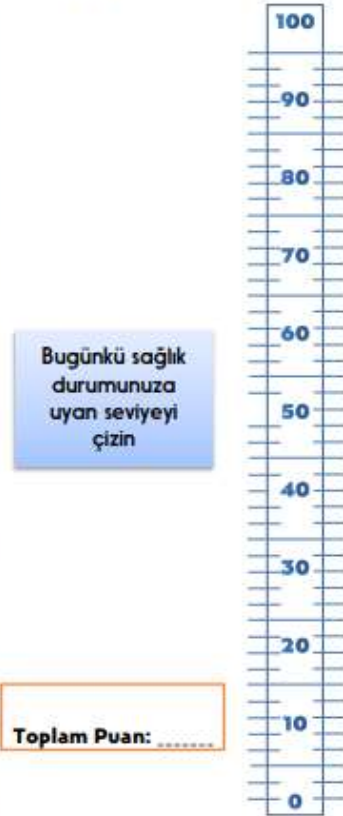 100
90
80
70
60
Bugünkü sağlık
durumunuza
uyan seviyeyi
çizin
50
40
30
20
10
Toplam Puan: .......
0